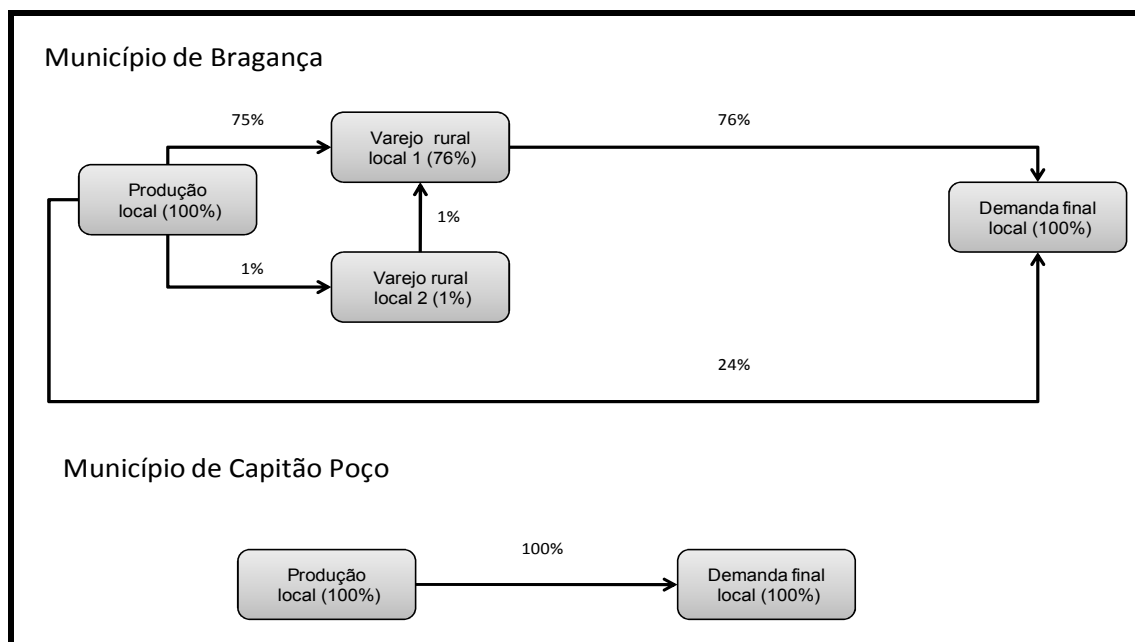 Município de Bragança
75%
76%
Varejo rural
local 1 (76%)
Produção
local (100%)
1%
Demanda final
local (100%)
1%
Varejo rural
local 2 (1%)
24%
Município de Capitão Poço
100%
Produção
local (100%)
Demanda final
local (100%)